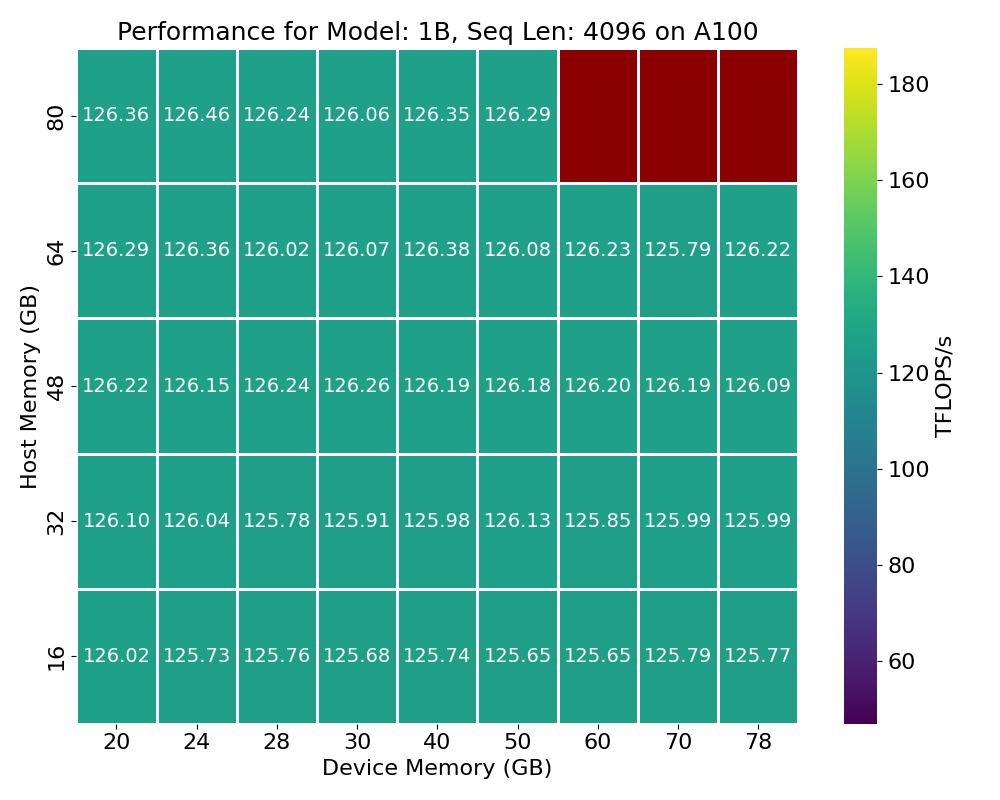 Performance for Model: 1B, Seq Len: 4096 on A100
Host Memory (GB)
80
126.36 126.46 126.24 126.06 126.35 126.29
64
126.29 126.36 126.02 126.07 126.38 126.08 126.23 125.79 126.22
48
126.22 126.15 126.24 126.26 126.19 126.18 126.20 126.19 126.09
32
126.10 126.04 125.78 125.91 125.98 126.13 125.85 125.99 125.99
16
126.02 125.73 125.76 125.68 125.74 125.65 125.65 125.79 125.77
20 24 28 30 40 50 60 70 78
Device Memory (GB)
180
160
140
120
100
80
60
TFLOPS/s